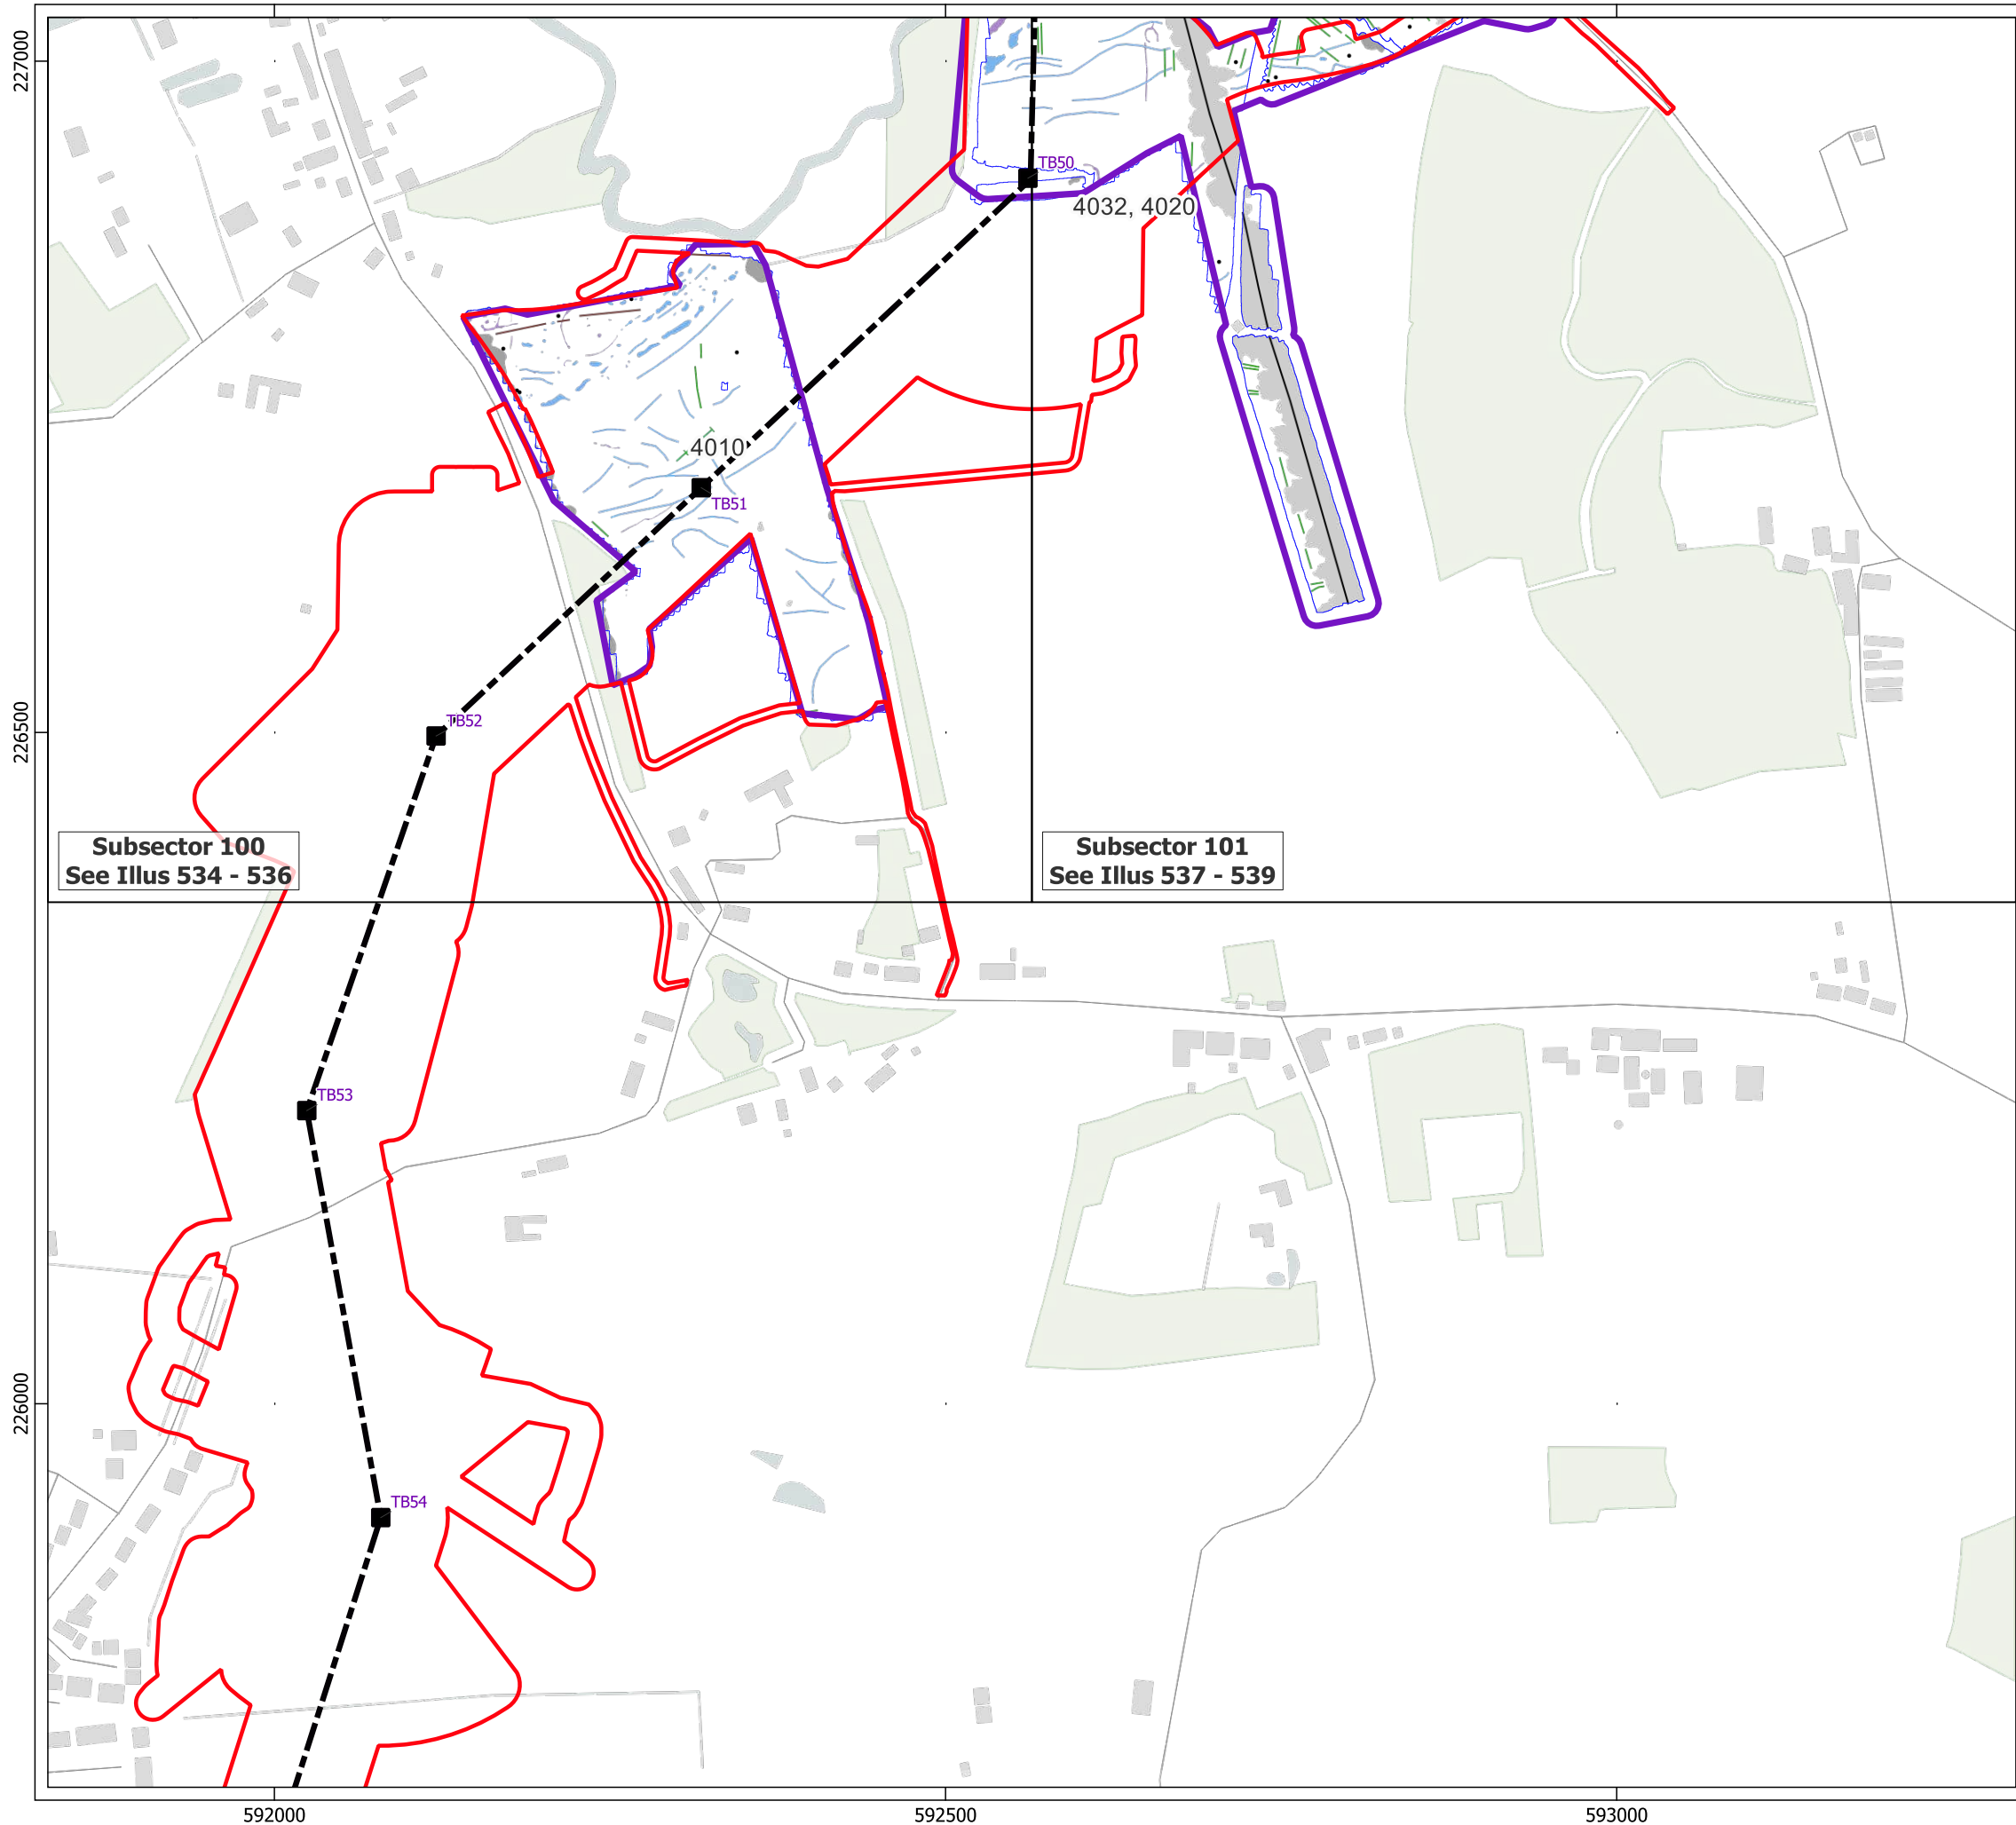 227000
TB50
4032, 4020
4010
TB51
226500
TB52
Subsector 100
See Illus 534 - 536
Subsector 101
See Illus 537 - 539
TB53
226000
TB54
592000
592500
593000